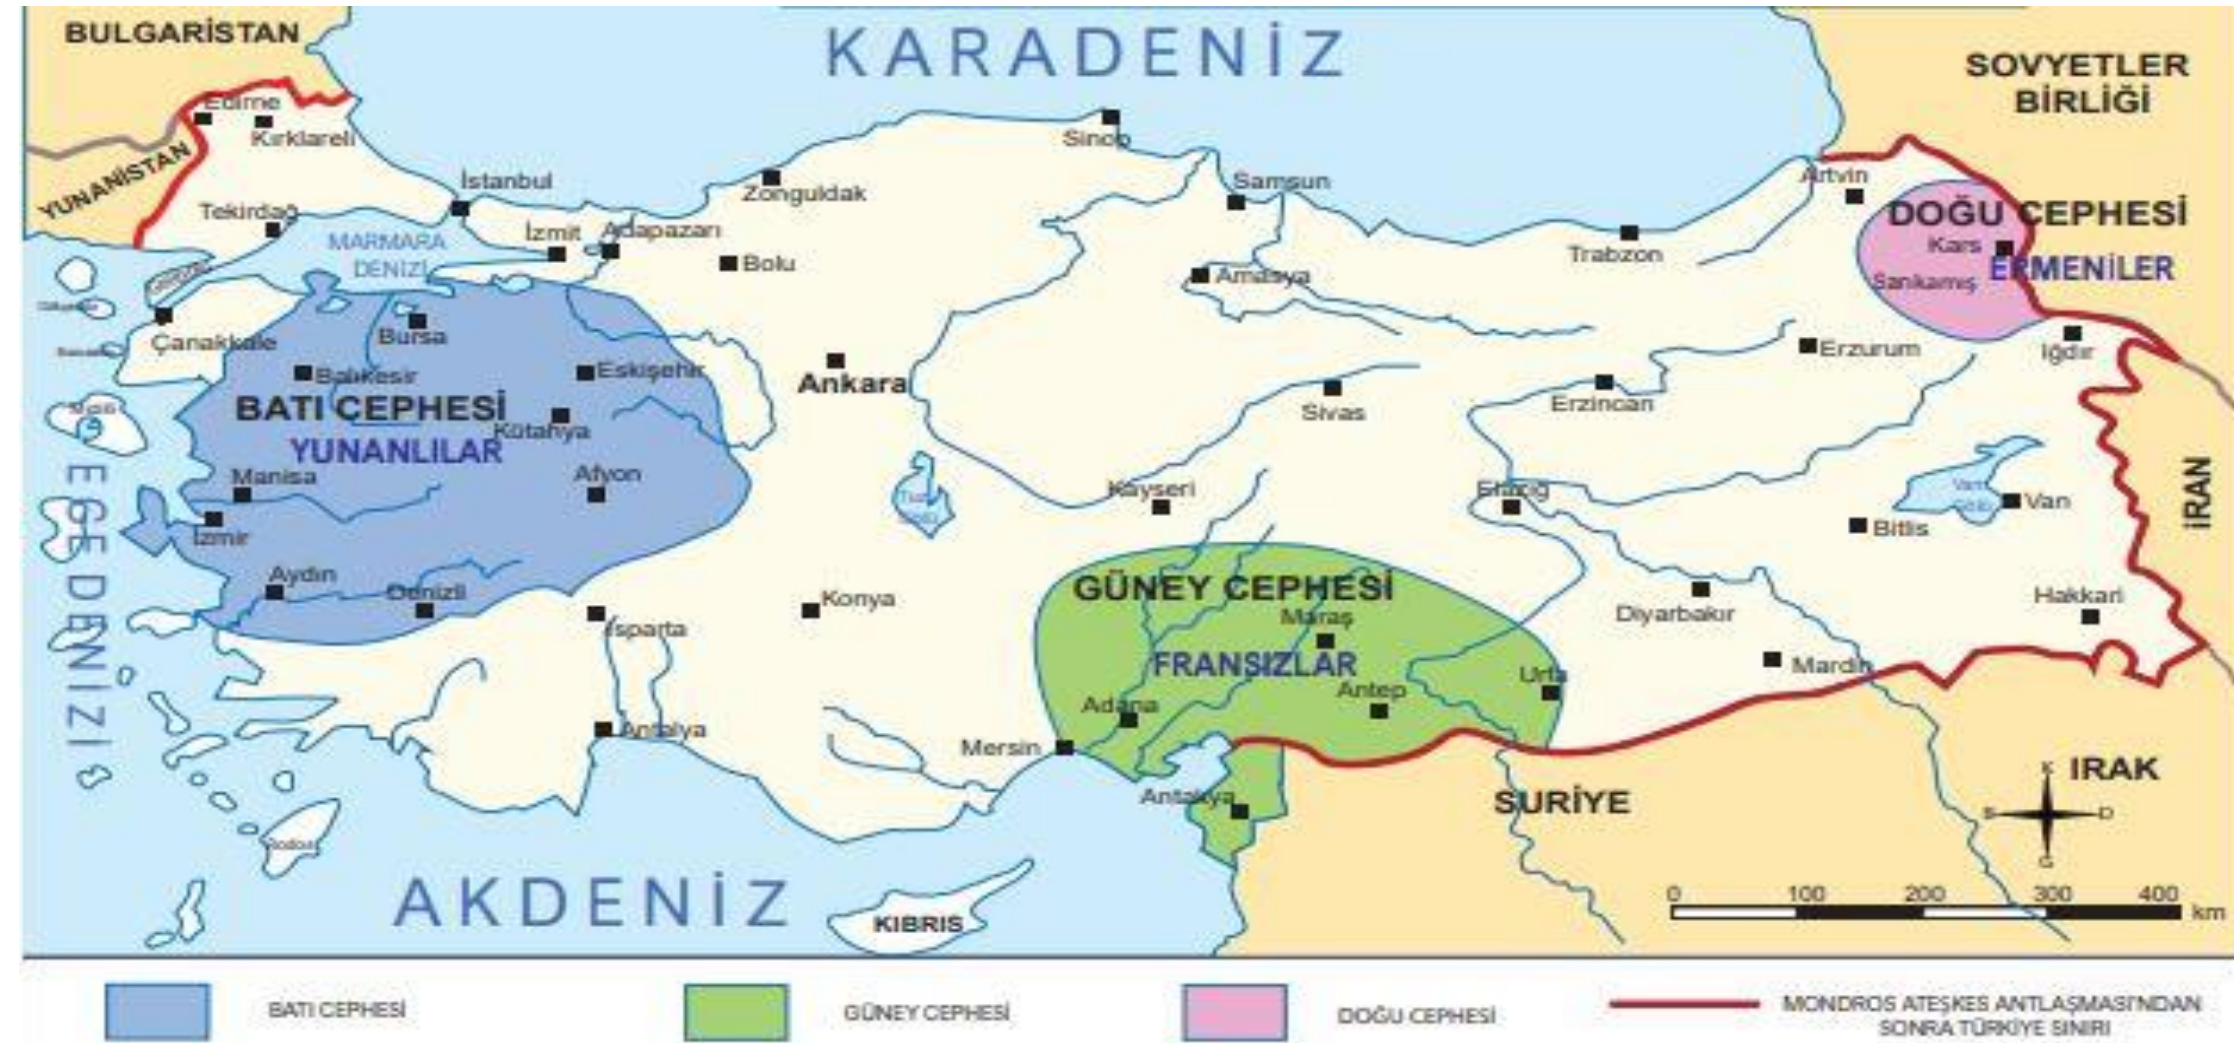 BULGARİSTAN
KARADENİZ
SOVYETLER
BİRLİĞİ
Edirne
Kırklareli
YUNANİSTAN
Sinop
İstanbul
Zonguldak
Samsun
Artvin
Tekirdağ
DOĞU CEPHESİ
MARMARA
DENİZİ
İzmit
Adapazarı
Bolu
Trabzon
Kars
ERMENİLER
Amasya
Sarıkamış
Çanakkale
Bursa
Erzurum
Iğdır
Balıkesir
Eskişehir
Ankara
BATI CEPHESİ
Kütahya
Sivas
Erzincan
YUNANLILAR
EGE DENİZİ
Manisa
Afyon
Kayseri
Elazığ
Van
İRAN
İzmir
Bitlis
Aydın
Denizli
Konya
GÜNEY CEPHESİ
Maraş
Diyarbakır
Hakkari
Isparta
FRANSIZLAR
Mardin
Urfa
Antep
Adana
Antalya
Mersin
Antakya
SURİYE
IRAK
K
B
D
G
AKDENİZ
KIBRIS
0 100 200 300 400
km
BATI CEPHESİ
GÜNEY CEPHESİ
DOĞU CEPHESİ
MONDROS ATEŞKES ANTLAŞMASI'NDAN
SONRA TÜRKİYE SINIRI